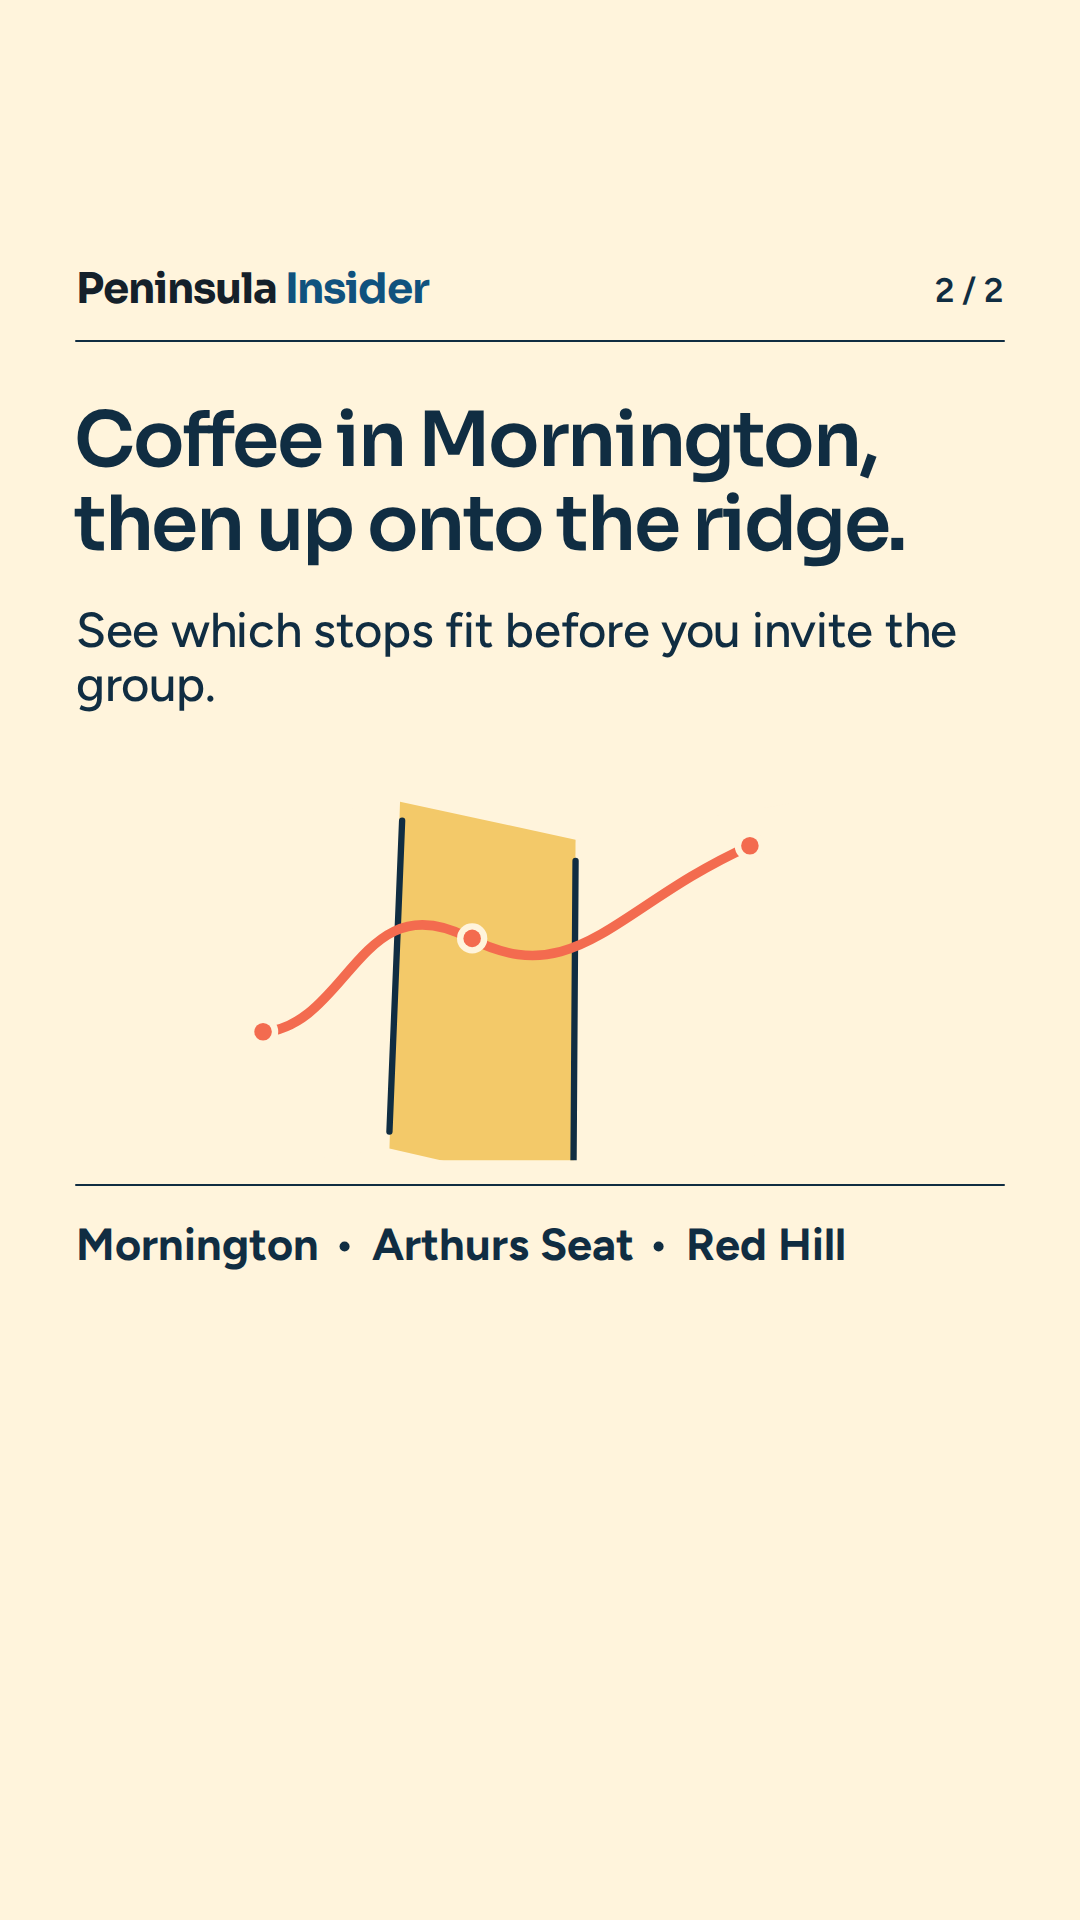 Peninsula Insider
2 / 2
Coffee in Mornington,
then up onto the ridge.
See which stops fit before you invite the
group.
Mornington • Arthurs Seat • Red Hill